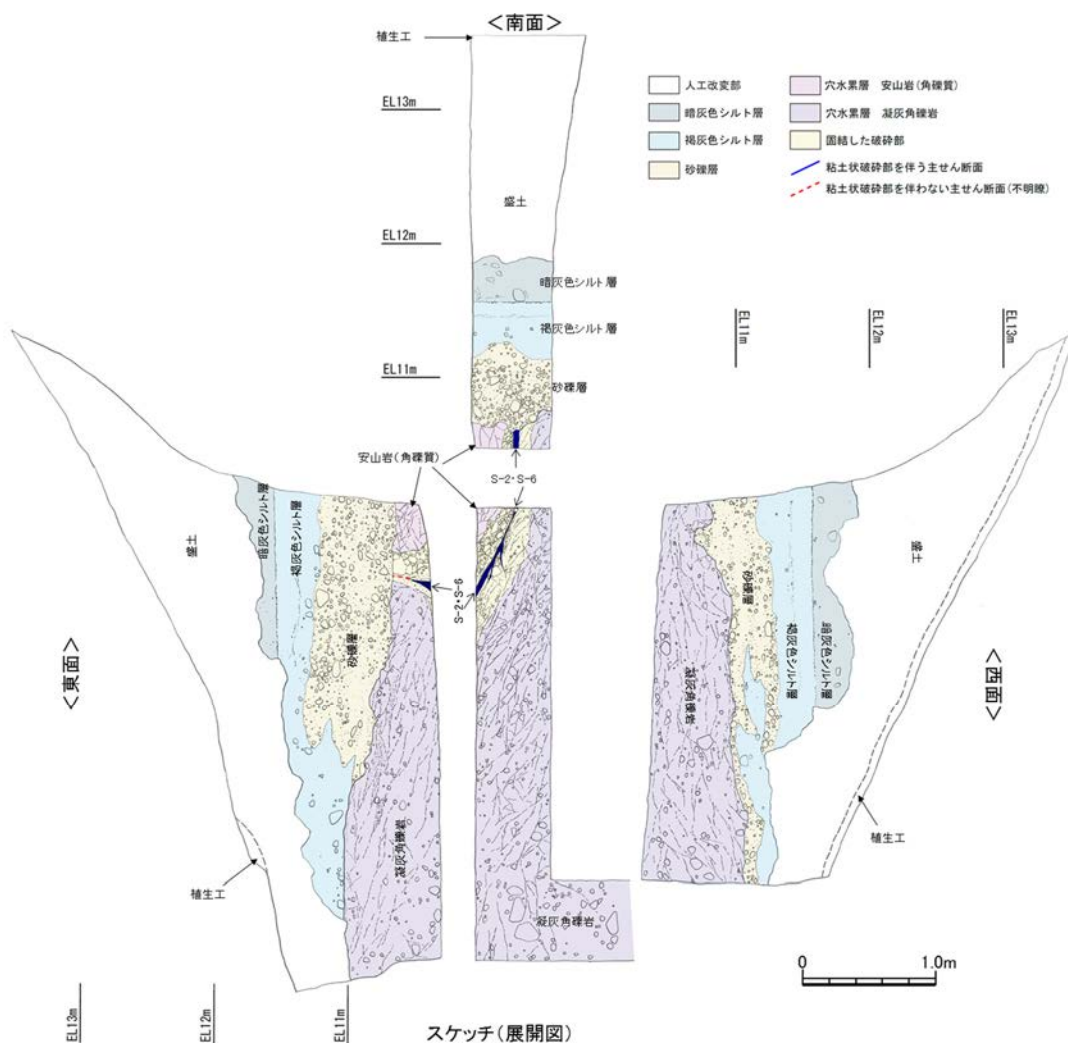 <南面>
植生工
人工改変部
暗灰色シルト層
褐灰色シルト層
砂礫層
穴水累層 安山岩(角礫質)
穴水累層 凝灰角礫岩
固結した破砕部
粘土状破砕部を伴う主せん断面
粘土状破砕部を伴わない主せん断面(不明瞭)
EL13m
EL12m
EL11m
盛土
暗灰色シルト層
褐灰色シルト層
砂礫層
安山岩(角礫質)
S-2・S-6
<東面>
盛土
暗灰色シルト層
褐灰色シルト層
砂礫層
凝灰角礫岩
S-2・S-6
植生工
EL13m
EL12m
EL11m
凝灰角礫岩
EL11m
EL12m
EL13m
凝灰角礫岩
砂礫層
褐灰色シルト層
暗灰色シルト層
盛土
<西面>
植生工
0
1.0m
スケッチ(展開図)